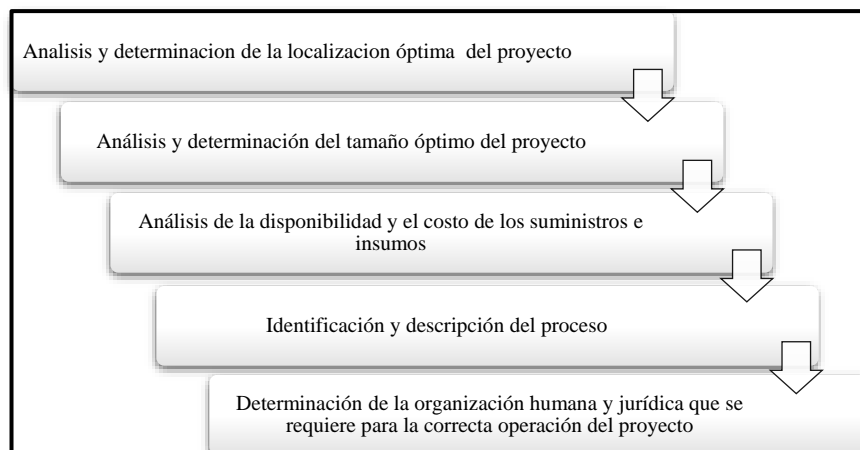 Analisis y determinacion de la localizacion óptima del proyecto
Análisis y determinación del tamaño óptimo del proyecto
Análisis de la disponibilidad y el costo de los suministros e
insumos
Identificación y descripción del proceso
Determinación de la organización humana y jurídica que se
requiere para la correcta operación del proyecto